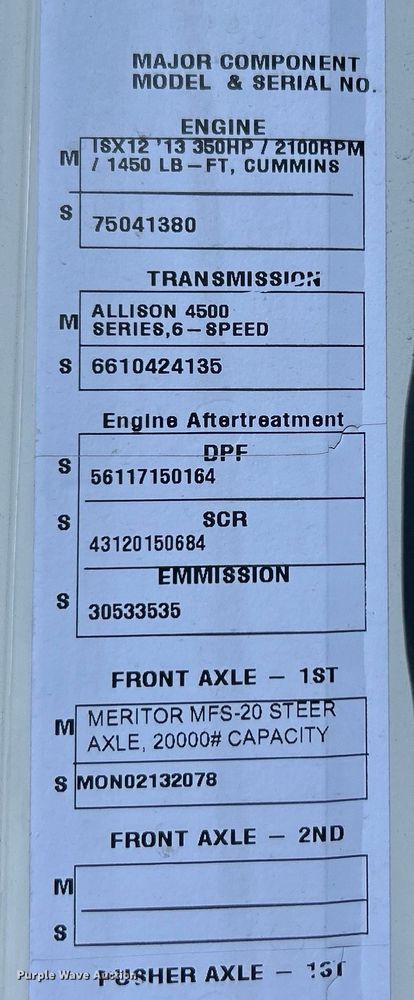 MAJOR COMPONENT
MODEL & SERIAL NO.
ENGINE
M ISX12 '13 350HP / 2100RPM
/ 1450 LB-FT, CUMMINS
S 75041380
TRANSMISSION
M ALLISON 4500
SERIES,6-SPEED
S 6610424135
Engine Aftertreatment
DPF
S 56117150164
SCR
S 43120150684
EMMISSION
S 30533535
FRONT AXLE - 1ST
M MERITOR MFS-20 STEER
AXLE, 20000# CAPACITY
S MON02132078
FRONT AXLE - 2ND
M
S
Purple Wave Auction
PUSHER AXLE - 1ST